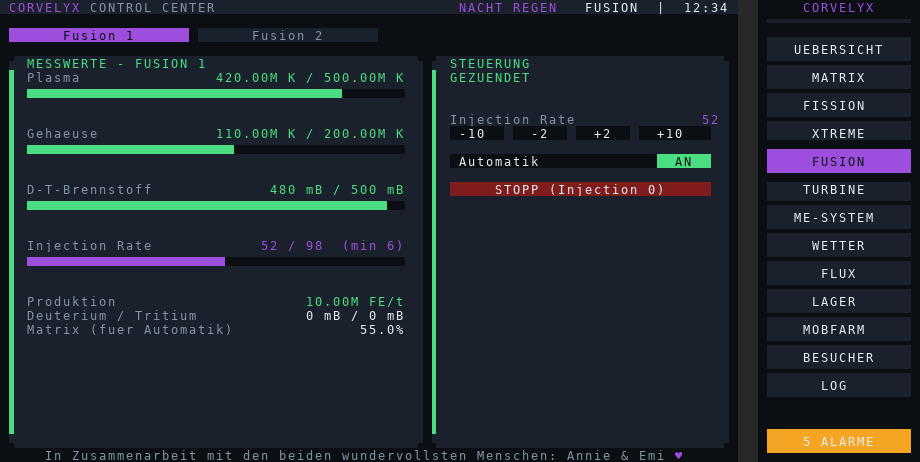 CORVELYX CONTROL CENTER NACHT REGEN FUSION | 12:34
Fusion 1 Fusion 2
MESSWERTE - FUSION 1
Plasma 420.00M K / 500.00M K
Gehaeuse 110.00M K / 200.00M K
D-T-Brennstoff 480 mB / 500 mB
Injection Rate 52 / 98 (min 6)
Produktion 10.00M FE/t
Deuterium / Tritium 0 mB / 0 mB
Matrix (fuer Automatik) 55.0%
STEUERUNG
GEZUENDET
Injection Rate 52
-10 -2 +2 +10
Automatik AN
STOPP (Injection 0)
In Zusammenarbeit mit den beiden wundervollsten Menschen: Annie & Emi ♥
CORVELYX
UEBERSICHT
MATRIX
FISSION
XTREME
FUSION
TURBINE
ME-SYSTEM
WETTER
FLUX
LAGER
MOBFARM
BESUCHER
LOG
5 ALARME